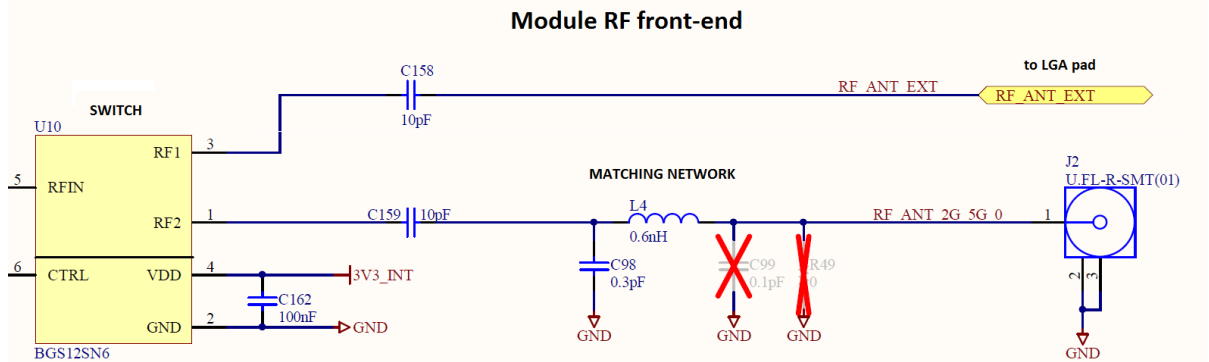 Module RF front-end
C158
10pF
RF_ANT_EXT
to LGA pad
RF_ANT_EXT
SWITCH
U10
RF1
3
5
RFIN
RF2
1
C159
10pF
MATCHING NETWORK
L4
0.6nH
RF_ANT_2G_5G_0
J2
U.FL-R-SMT(01)
1
2
3
GND
6
CTRL
VDD
4
3V3_INT
C162
100nF
GND
2
GND
BGS12SN6
C98
0.3pF
GND
C99
0.1pF
GND
R49
0
GND